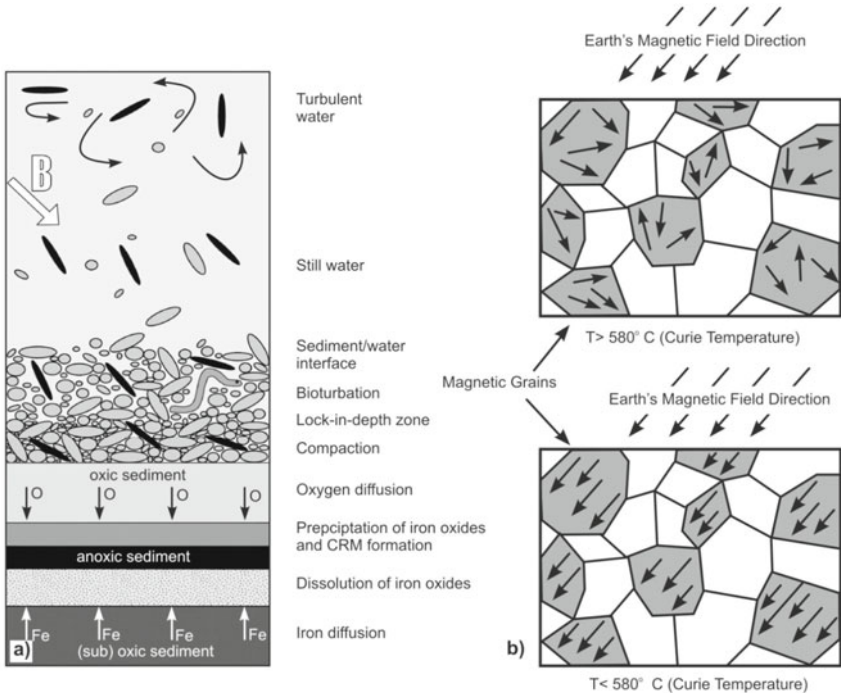 Turbulent
water
B
Still water
Sediment/water
interface
Bioturbation
Lock-in-depth zone
Compaction
oxic sediment
O O O O
Oxygen diffusion
Prepciptation of iron oxides
and CRM formation
anoxic sediment
Dissolution of iron oxides
Fe Fe Fe Fe
Iron diffusion
(sub) oxic sediment
a)
Earth's Magnetic Field Direction
T> 580° C (Curie Temperature)
Magnetic Grains
Earth's Magnetic Field Direction
b)
T< 580° C (Curie Temperature)